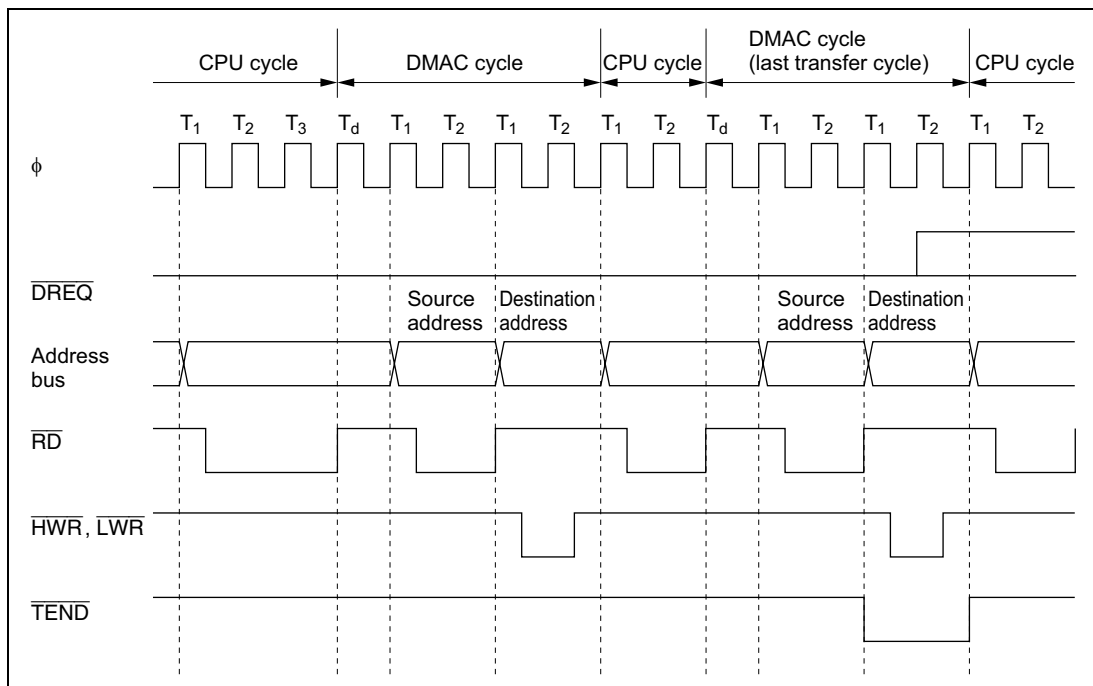 CPU cycle DMAC cycle CPU cycle DMAC cycle (last transfer cycle) CPU cycle
T1 T2 T3 Td T1 T2 T1 T2 T1 T2 Td T1 T2 T1 T2 T1 T2
ϕ
DREQ
Source address Destination address Source address Destination address
Address bus
RD
HWR, LWR
TEND